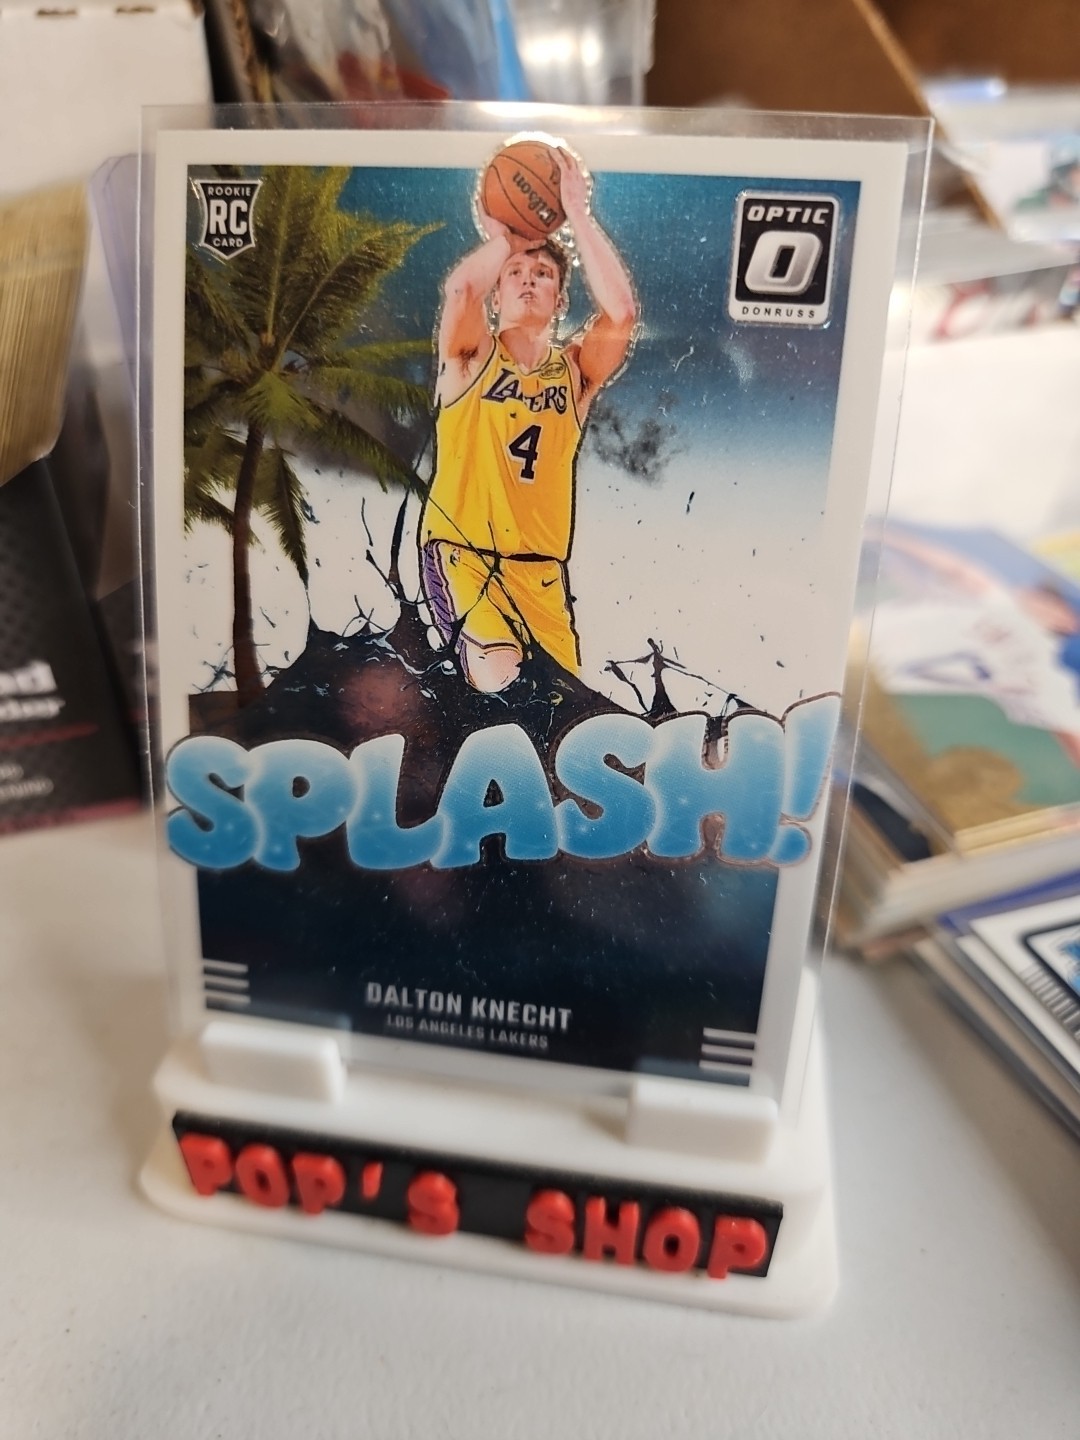 ROOKIE
RC
CARD
OPTIC
O
DONRUSS
Wilson
LAKERS
4
SPLASH!
DALTON KNECHT
LOS ANGELES LAKERS
POP'S SHOP